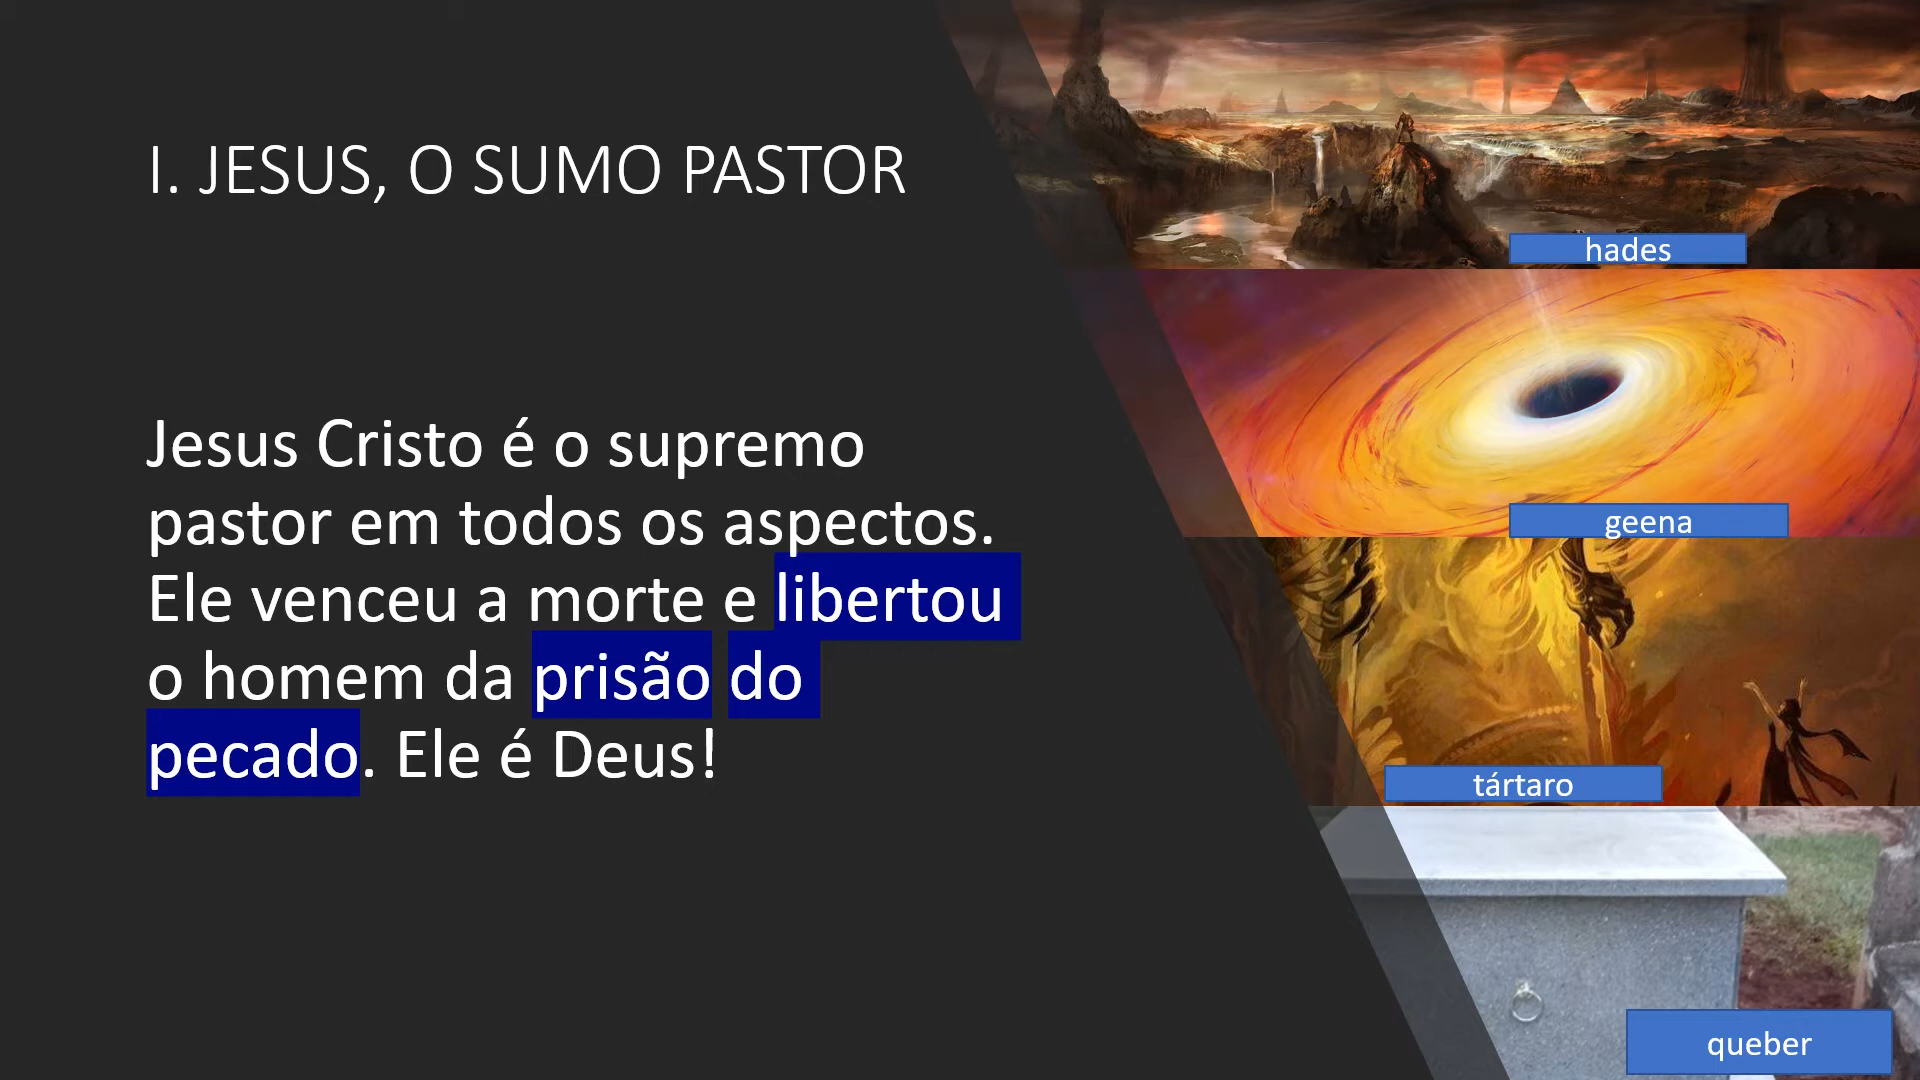 I. JESUS, O SUMO PASTOR
Jesus Cristo é o supremo
pastor em todos os aspectos.
Ele venceu a morte e libertou
o homem da prisão do
pecado. Ele é Deus!
hades
geena
tártaro
queber